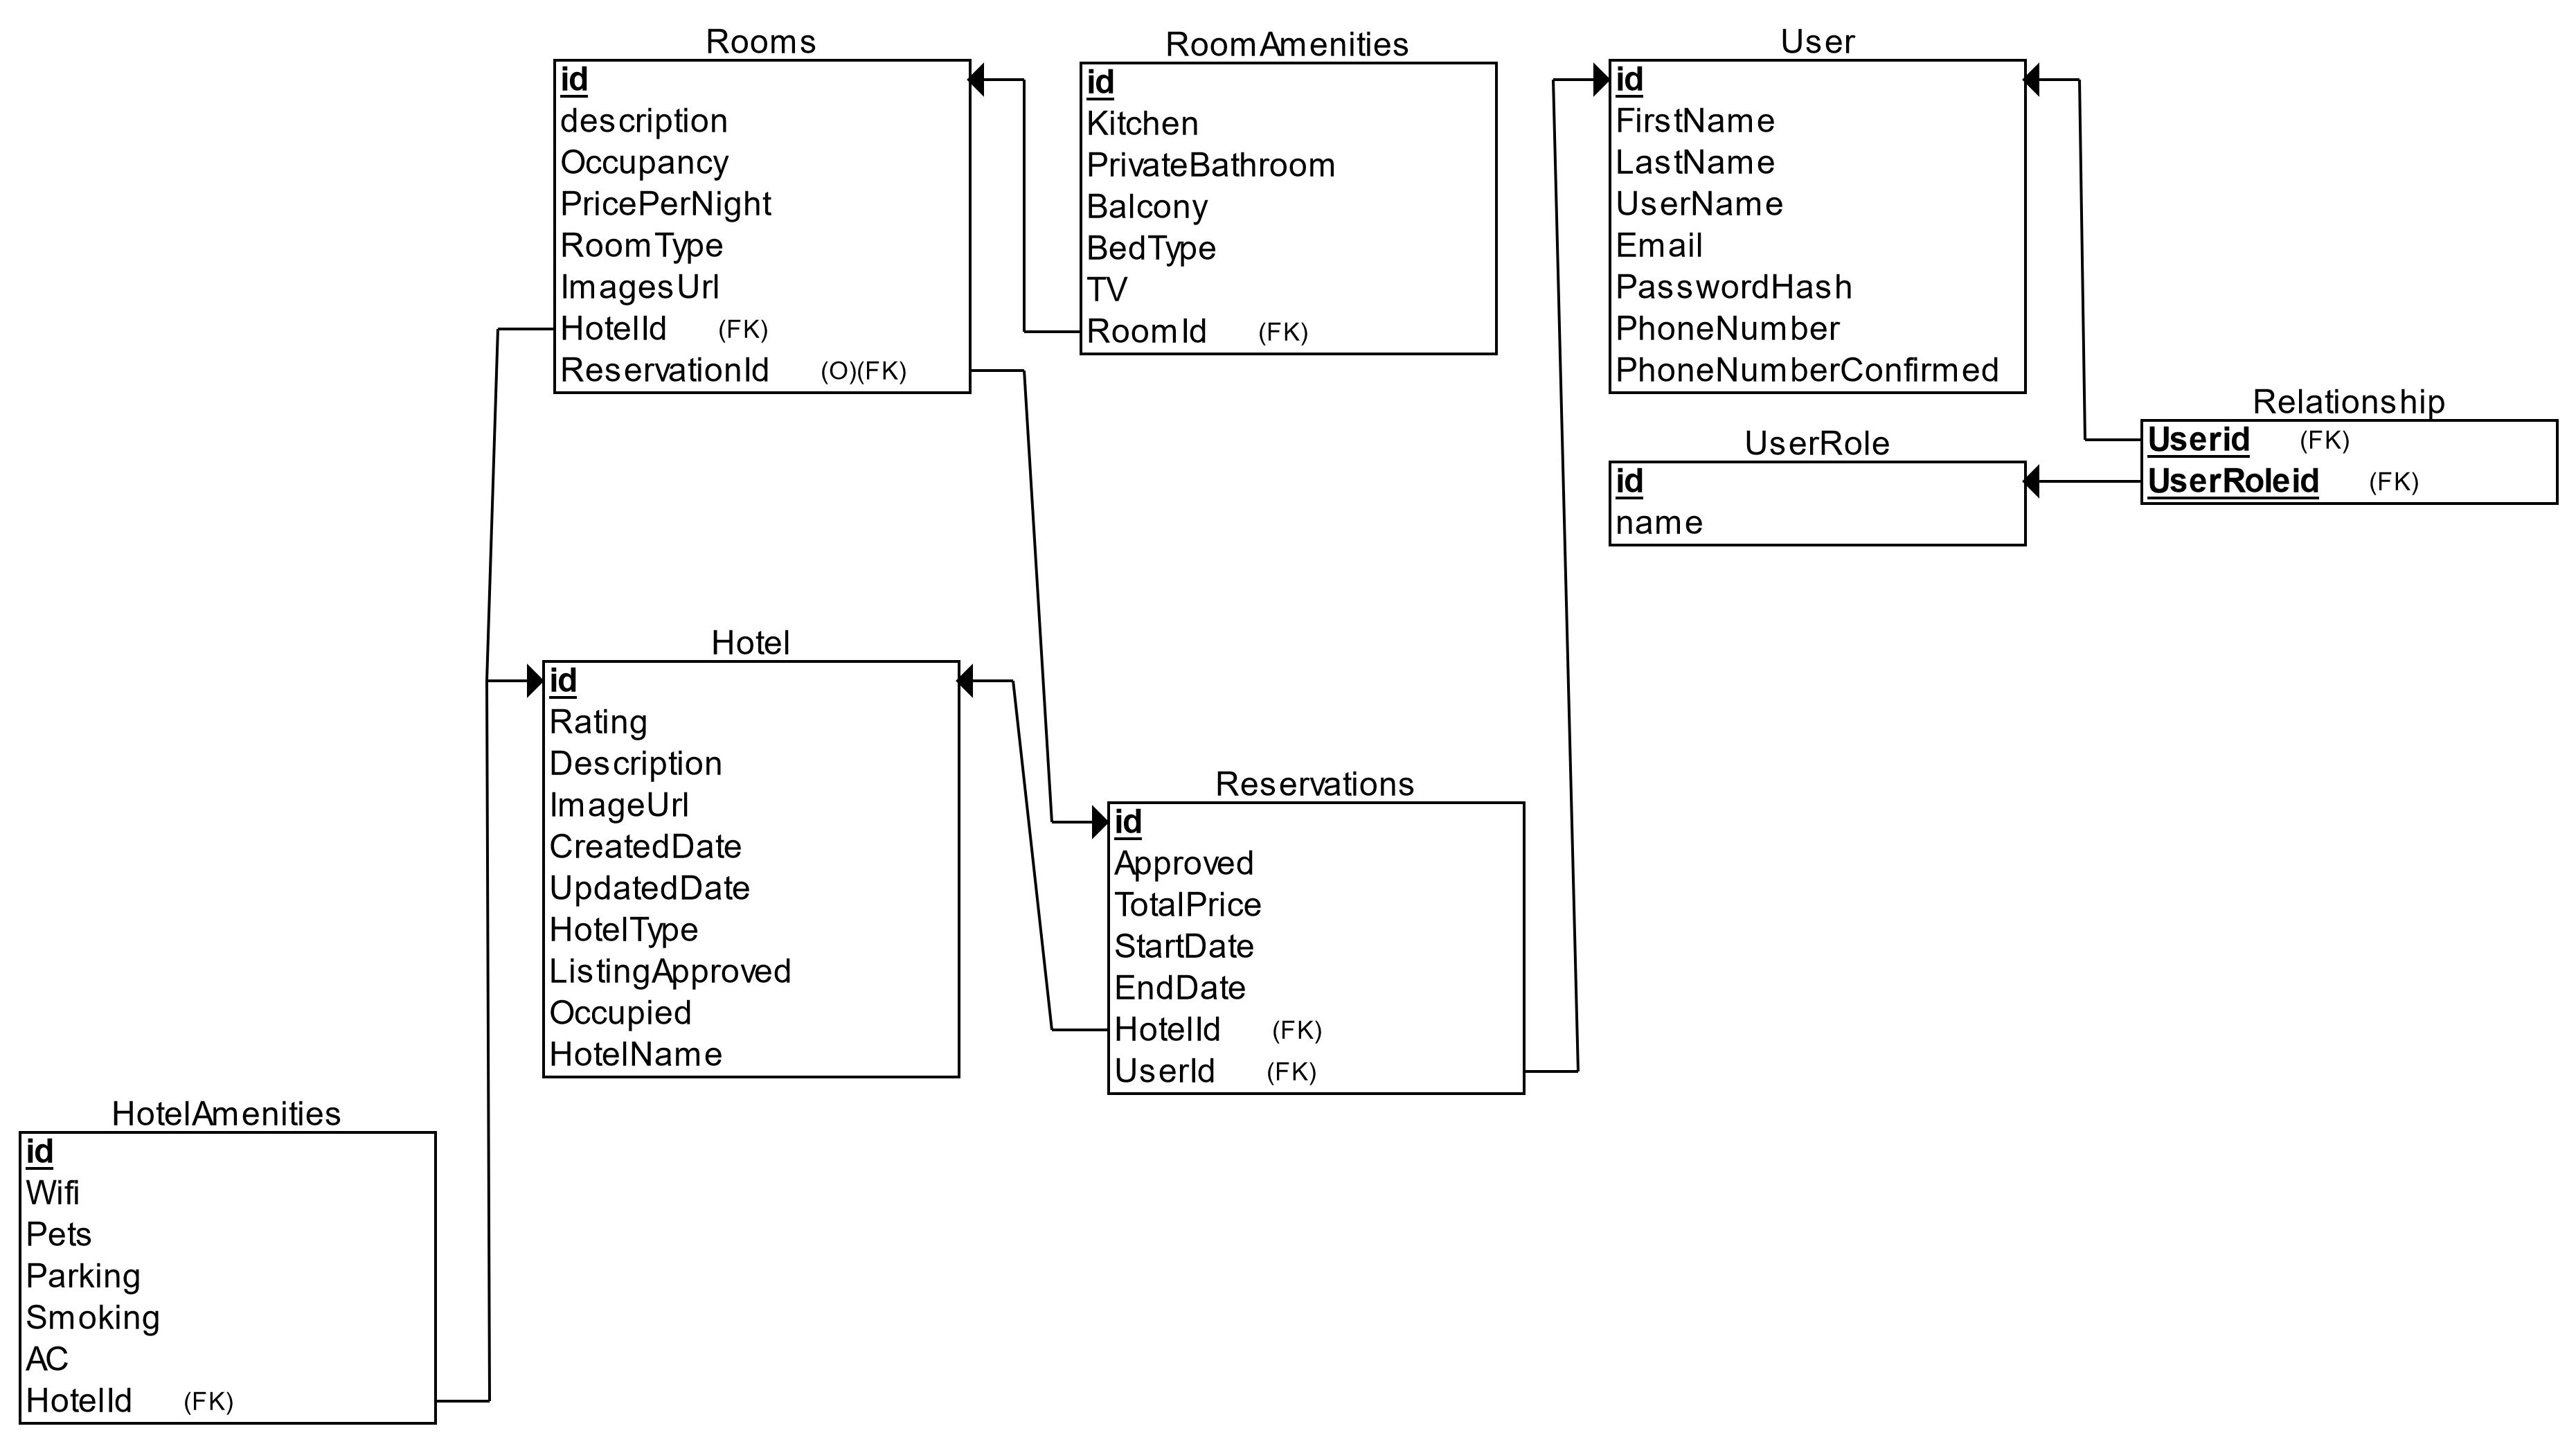 Rooms
id
description
Occupancy
PricePerNight
RoomType
ImagesUrl
HotelId (FK)
ReservationId (O)(FK)
RoomAmenities
id
Kitchen
PrivateBathroom
Balcony
BedType
TV
RoomId (FK)
User
id
FirstName
LastName
UserName
Email
PasswordHash
PhoneNumber
PhoneNumberConfirmed
Relationship
Userid (FK)
UserRoleid (FK)
UserRole
id
name
Hotel
id
Rating
Description
ImageUrl
CreatedDate
UpdatedDate
HotelType
ListingApproved
Occupied
HotelName
Reservations
id
Approved
TotalPrice
StartDate
EndDate
HotelId (FK)
UserId (FK)
HotelAmenities
id
Wifi
Pets
Parking
Smoking
AC
HotelId (FK)